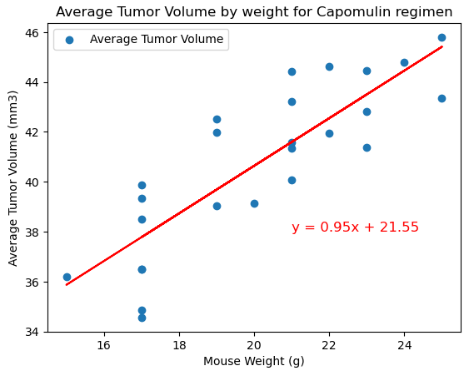 Average Tumor Volume by weight for Capomulin regimen
Average Tumor Volume
46
44
42
40
38
36
34
Average Tumor Volume (mm3)
y = 0.95x + 21.55
16
18
20
22
24
Mouse Weight (g)